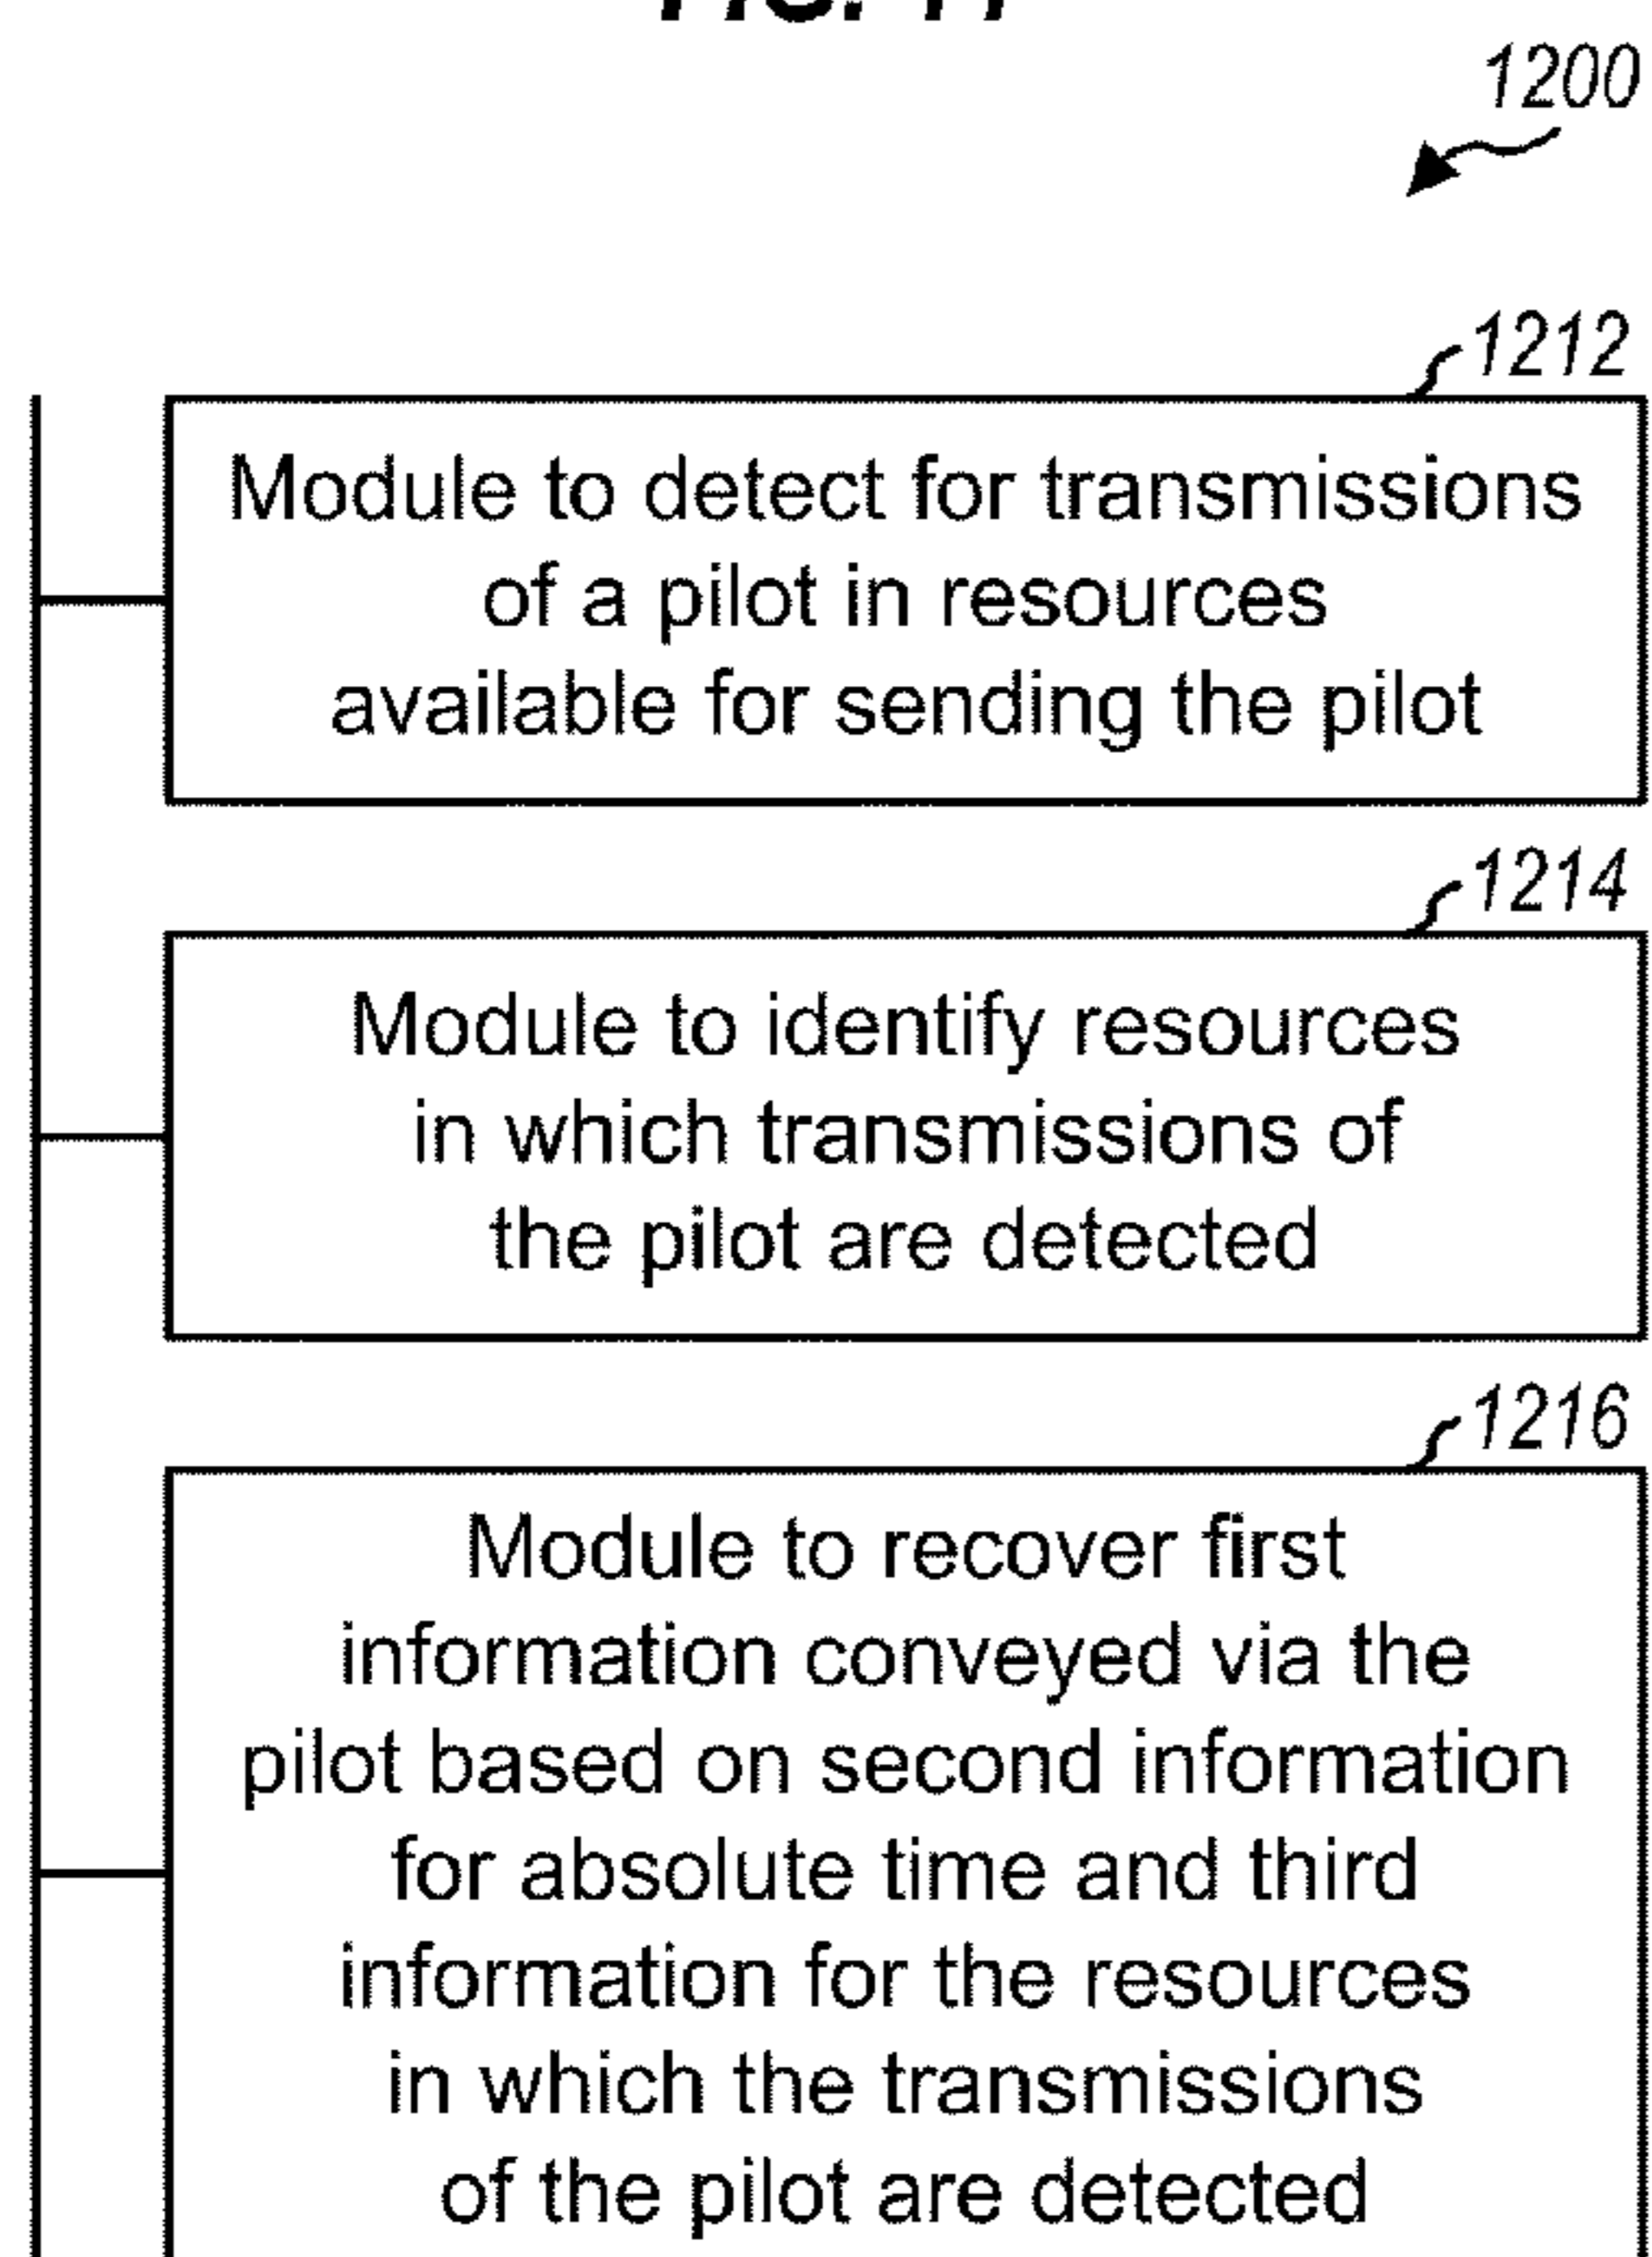 1200
1212
Module to detect for transmissions
of a pilot in resources
available for sending the pilot
1214
Module to identify resources
in which transmissions of
the pilot are detected
1216
Module to recover first
information conveyed via the
pilot based on second information
for absolute time and third
information for the resources
in which the transmissions
of the pilot are detected